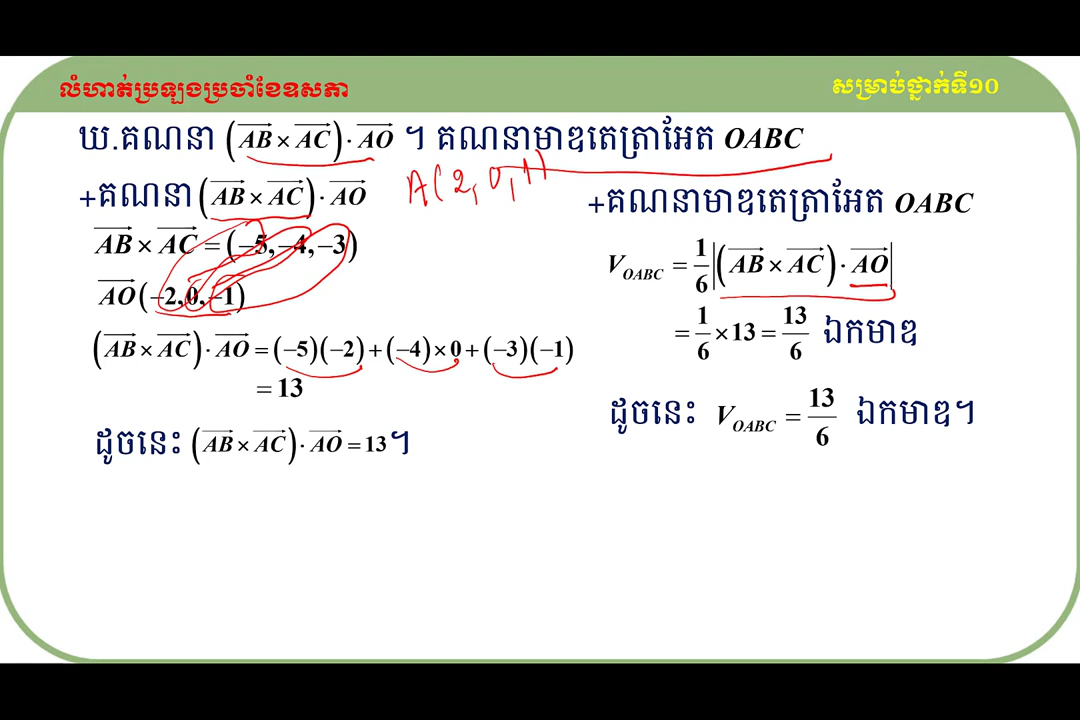 លំហាត់ប្រឡងប្រចាំខែឧសភា
សម្រាប់ថ្នាក់ទី១០
ឃ.គណនា (AB × AC) · AO ។ គណនាមាឌតេត្រាអែត OABC
A(2, 0, 1)
+គណនា (AB × AC) · AO
AB × AC = (−5, −4, −3)
AO(−2, 0, −1)
(AB × AC) · AO = (−5)(−2) + (−4) × 0 + (−3)(−1)
= 13
ដូចនេះ (AB × AC) · AO = 13។
+គណនាមាឌតេត្រាអែត OABC
V_OABC = 1/6 |(AB × AC) · AO|
= 1/6 × 13 = 13/6 ឯកមាឌ
ដូចនេះ V_OABC = 13/6 ឯកមាឌ។